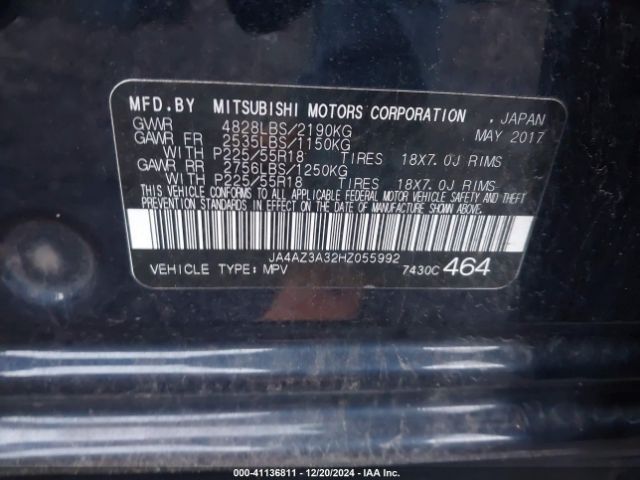 MFD.BY MITSUBISHI MOTORS CORPORATION , JAPAN
GVWR 4828LBS/2190KG MAY 2017
GAWR FR 2535LBS/1150KG
WITH P225/55R18 TIRES 18X7.0J RIMS
GAWR RR 2756LBS/1250KG
WITH P225/55R18 TIRES 18X7.0J RIMS
THIS VEHICLE CONFORMS TO ALL APPLICABLE FEDERAL MOTOR VEHICLE SAFETY AND THEFT
PREVENTION STANDARDS IN EFFECT ON THE DATE OF MANUFACTURE SHOWN ABOVE.
JA4AZ3A32HZ055992
VEHICLE TYPE: MPV 7430C 464
000-41136811 - 12/20/2024 - IAA Inc.